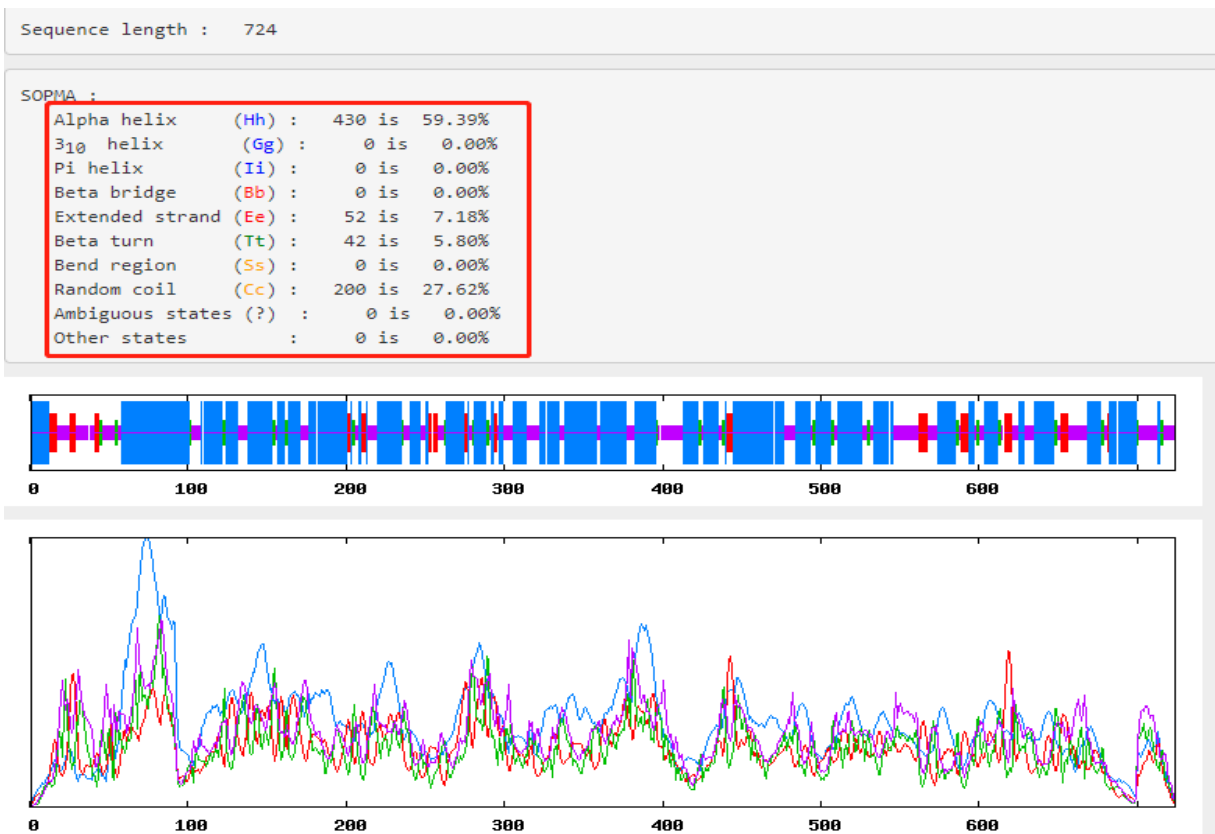 Sequence length :   724
SOPMA :
Alpha helix     (Hh) :   430 is  59.39%
3₁₀ helix       (Gg) :     0 is   0.00%
Pi helix        (Ii) :     0 is   0.00%
Beta bridge     (Bb) :     0 is   0.00%
Extended strand (Ee) :    52 is   7.18%
Beta turn       (Tt) :    42 is   5.80%
Bend region     (Ss) :     0 is   0.00%
Random coil     (Cc) :   200 is  27.62%
Ambiguous states (?)  :     0 is   0.00%
Other states         :     0 is   0.00%
0 100 200 300 400 500 600
0 100 200 300 400 500 600